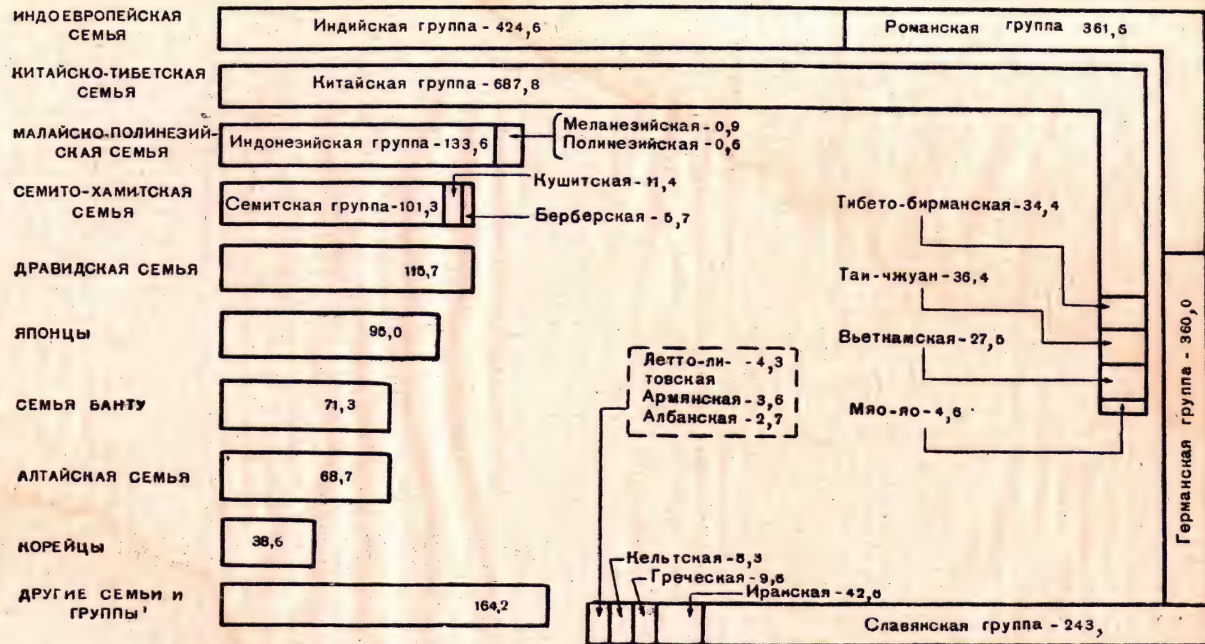 ИНДОЕВРОПЕЙСКАЯ
СЕМЬЯ
Индийская группа - 424,6
Романская группа 361,5
КИТАЙСКО-ТИБЕТСКАЯ
СЕМЬЯ
Китайская группа - 687,8
МАЛАЙСКО-ПОЛИНЕЗИЙ-
СКАЯ СЕМЬЯ
Индонезийская группа -133,6
Меланезийская - 0,9
Полинезийская - 0,6
СЕМИТО-ХАМИТСКАЯ
СЕМЬЯ
Семитская группа-101,3
Кушитская - 11,4
Берберская - 5,7
ДРАВИДСКАЯ СЕМЬЯ
115,7
ЯПОНЦЫ
95,0
СЕМЬЯ БАНТУ
71,3
АЛТАЙСКАЯ СЕМЬЯ
68,7
КОРЕЙЦЫ
38,6
ДРУГИЕ СЕМЬИ И
ГРУППЫ¹
164,2
Тибето-бирманская - 34,4
Таи-чжуан - 36,4
Вьетнамская - 27,5
Мяо-яо - 4,6
Летто-ли- - 4,3
товская
Армянская - 3,6
Албанская - 2,7
Кельтская - 8,3
Греческая - 9,5
Иранская - 42,6
Славянская группа - 243,
Германская группа - 360,0